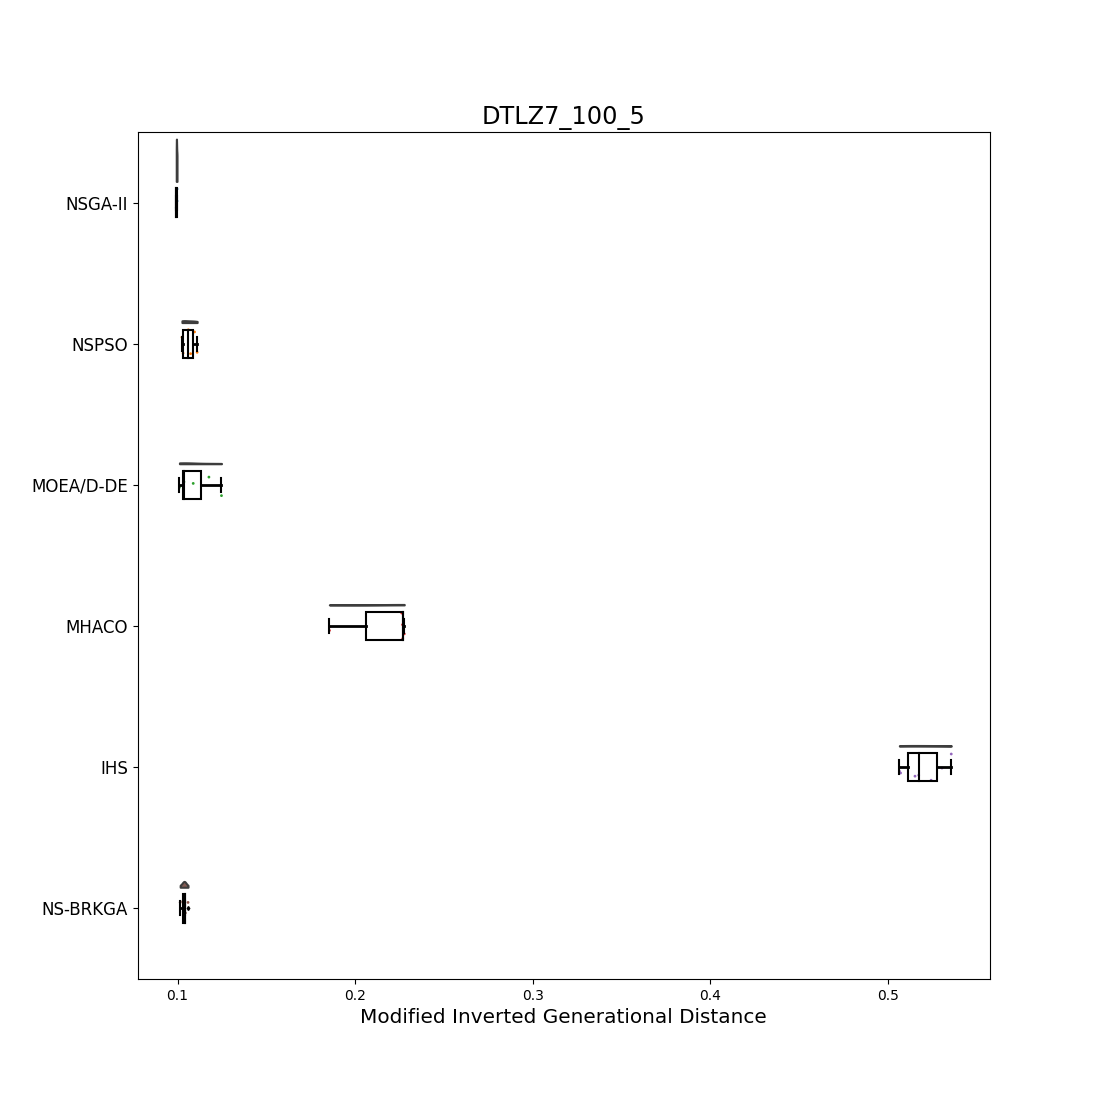 DTLZ7_100_5
NSGA-II
NSPSO
MOEA/D-DE
MHACO
IHS
NS-BRKGA
0.1 0.2 0.3 0.4 0.5
Modified Inverted Generational Distance